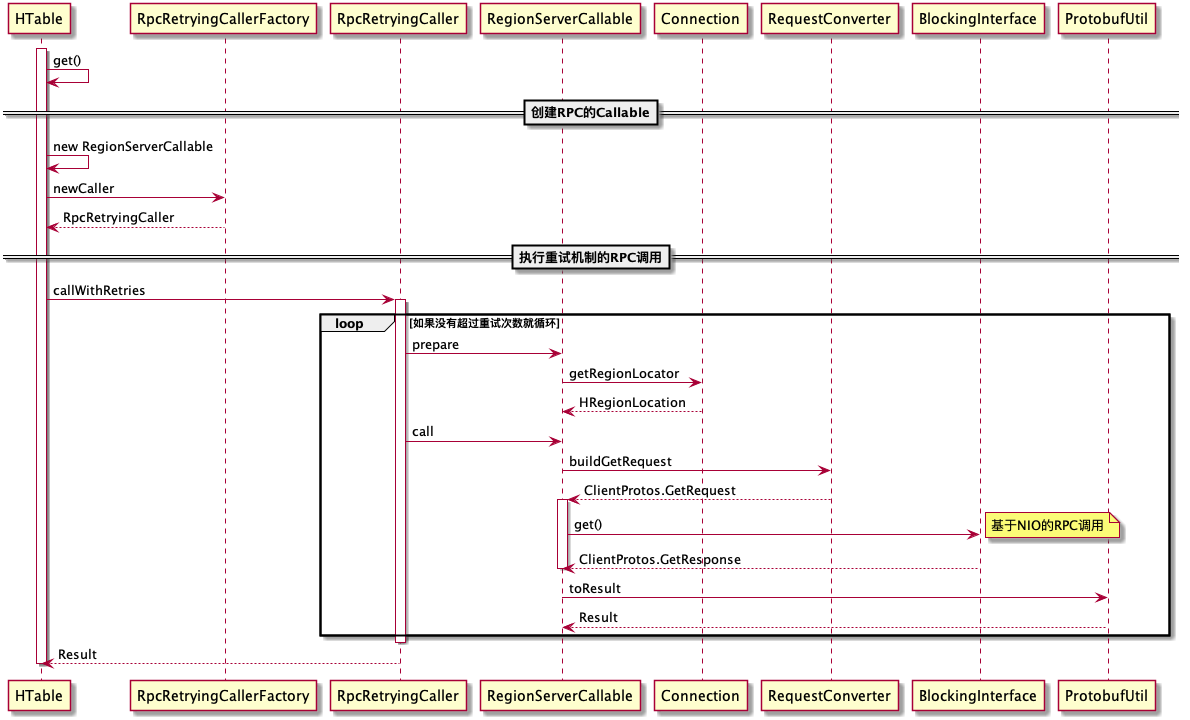 HTable RpcRetryingCallerFactory RpcRetryingCaller RegionServerCallable Connection RequestConverter BlockingInterface ProtobufUtil
get()
创建RPC的Callable
new RegionServerCallable
newCaller
RpcRetryingCaller
执行重试机制的RPC调用
callWithRetries
loop [如果没有超过重试次数就循环]
prepare
getRegionLocator
HRegionLocation
call
buildGetRequest
ClientProtos.GetRequest
get() 基于NIO的RPC调用
ClientProtos.GetResponse
toResult
Result
Result
HTable RpcRetryingCallerFactory RpcRetryingCaller RegionServerCallable Connection RequestConverter BlockingInterface ProtobufUtil